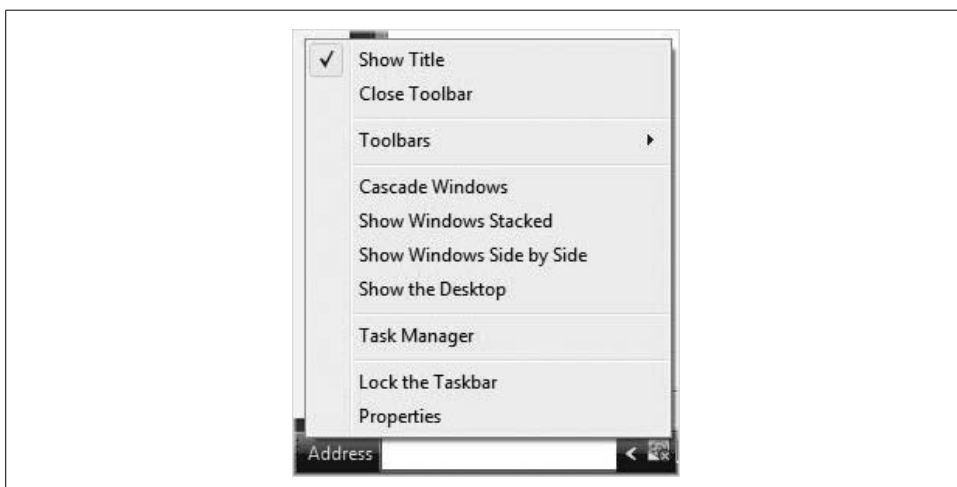 Show Title
Close Toolbar
Toolbars
Cascade Windows
Show Windows Stacked
Show Windows Side by Side
Show the Desktop
Task Manager
Lock the Taskbar
Properties
Address